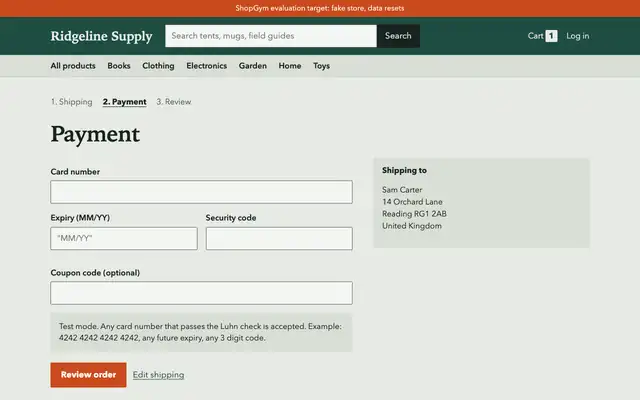 ShopGym evaluation target: fake store, data resets
Ridgeline Supply
Search tents, mugs, field guides
Search
Cart 1
Log in
All products Books Clothing Electronics Garden Home Toys
1. Shipping 2. Payment 3. Review
Payment
Card number
Expiry (MM/YY) Security code
"MM/YY"
Coupon code (optional)
Test mode. Any card number that passes the Luhn check is accepted. Example:
4242 4242 4242 4242, any future expiry, any 3 digit code.
Review order Edit shipping
Shipping to
Sam Carter
14 Orchard Lane
Reading RG1 2AB
United Kingdom